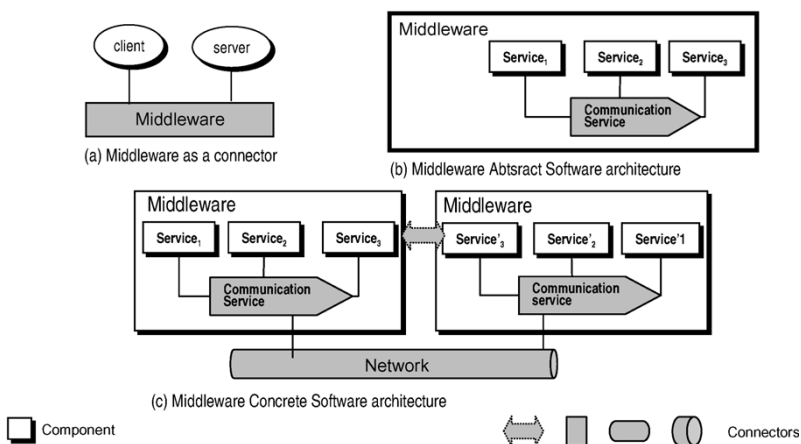 client
server
Middleware
(a) Middleware as a connector
Middleware
Service₁
Service₂
Service₃
Communication
Service
(b) Middleware Abtsract Software architecture
Middleware
Service₁
Service₂
Service₃
Communication
Service
Middleware
Service'₃
Service'₂
Service'1
Communication
service
Network
(c) Middleware Concrete Software architecture
Component
Connectors